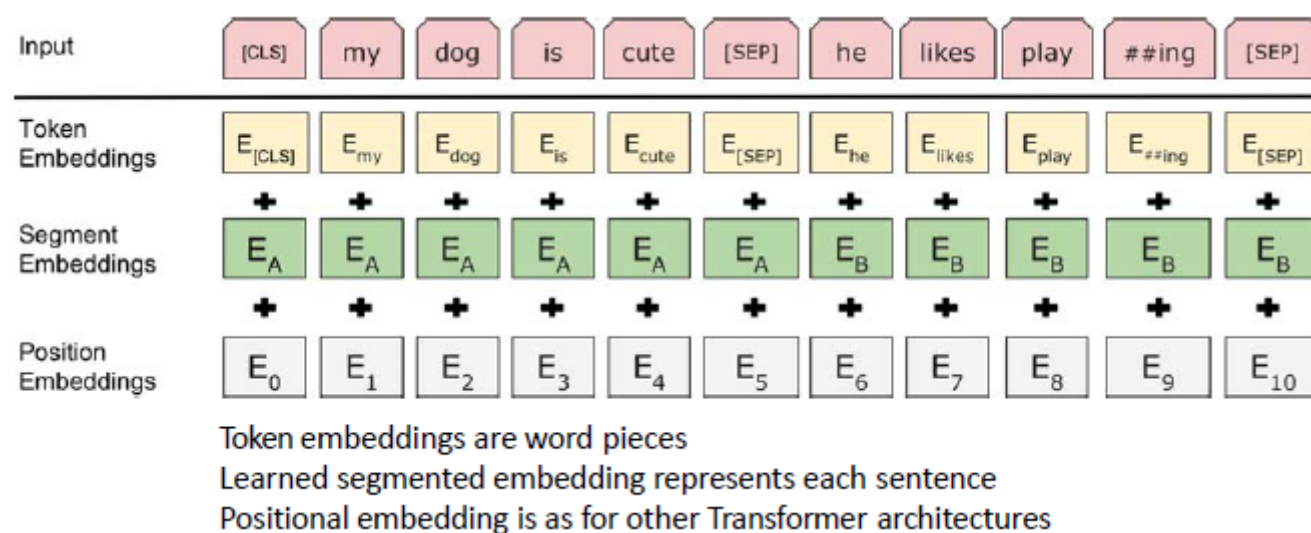 Input [CLS] my dog is cute [SEP] he likes play ##ing [SEP]
Token
Embeddings E[CLS] Emy Edog Eis Ecute E[SEP] Ehe Elikes Eplay E##ing E[SEP]
+ + + + + + + + + + +
Segment
Embeddings EA EA EA EA EA EA EB EB EB EB EB
+ + + + + + + + + + +
Position
Embeddings E0 E1 E2 E3 E4 E5 E6 E7 E8 E9 E10
Token embeddings are word pieces
Learned segmented embedding represents each sentence
Positional embedding is as for other Transformer architectures